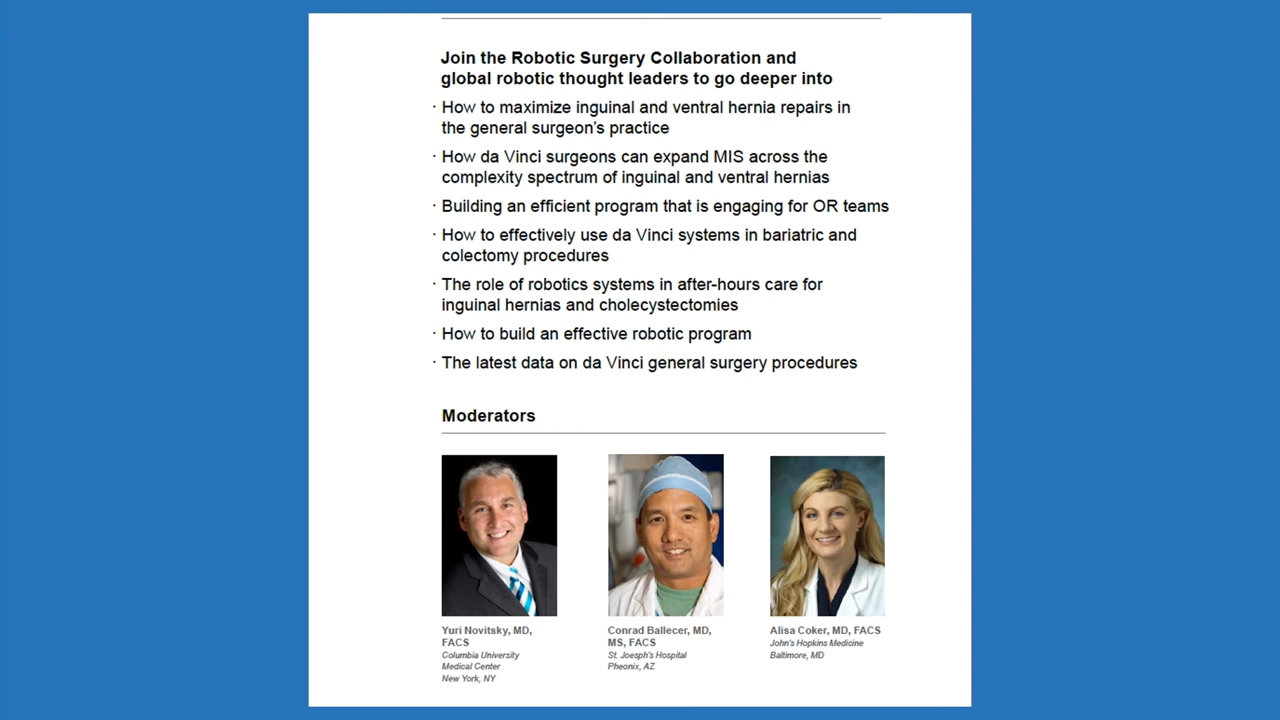 Join the Robotic Surgery Collaboration and
global robotic thought leaders to go deeper into
· How to maximize inguinal and ventral hernia repairs in
the general surgeon's practice
· How da Vinci surgeons can expand MIS across the
complexity spectrum of inguinal and ventral hernias
· Building an efficient program that is engaging for OR teams
· How to effectively use da Vinci systems in bariatric and
colectomy procedures
· The role of robotics systems in after-hours care for
inguinal hernias and cholecystectomies
· How to build an effective robotic program
· The latest data on da Vinci general surgery procedures
Moderators
Yuri Novitsky, MD,
FACS
Columbia University
Medical Center
New York, NY
Conrad Ballecer, MD,
MS, FACS
St. Joesph's Hospital
Pheonix, AZ
Alisa Coker, MD, FACS
John's Hopkins Medicine
Baltimore, MD